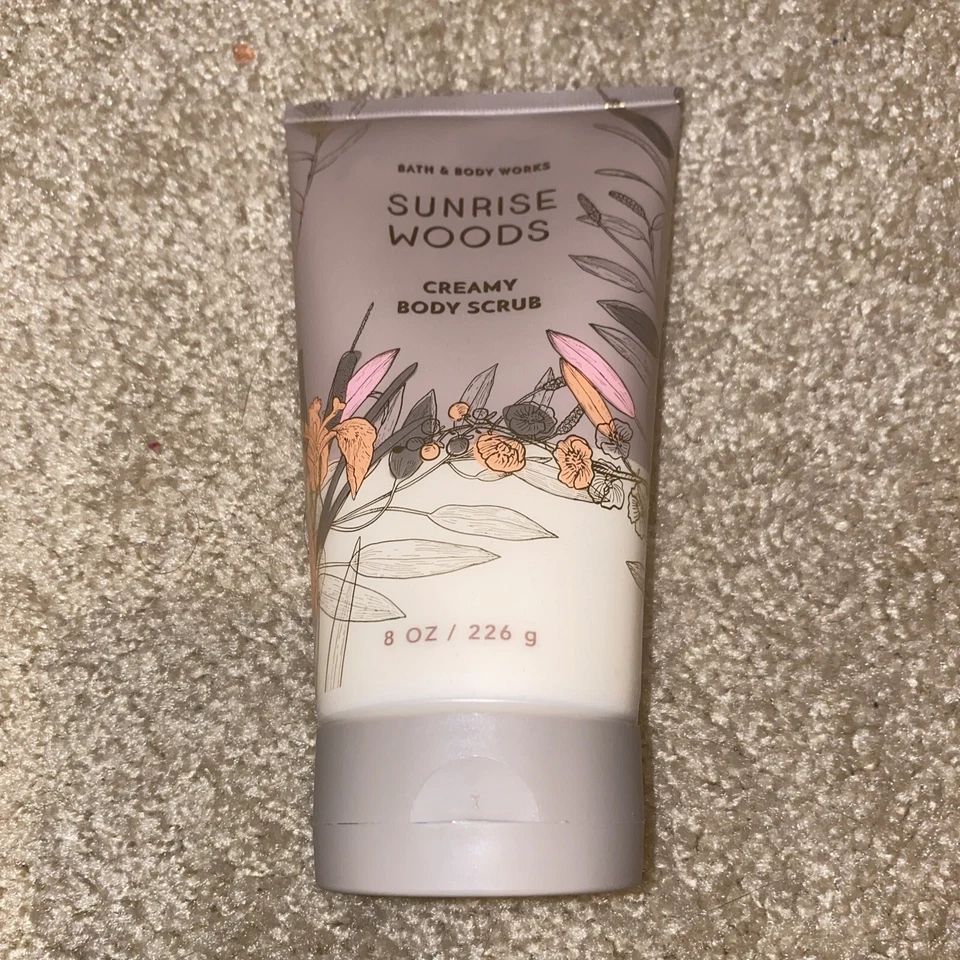 BATH & BODY WORKS
SUNRISE
WOODS
CREAMY
BODY SCRUB
8 OZ / 226 g